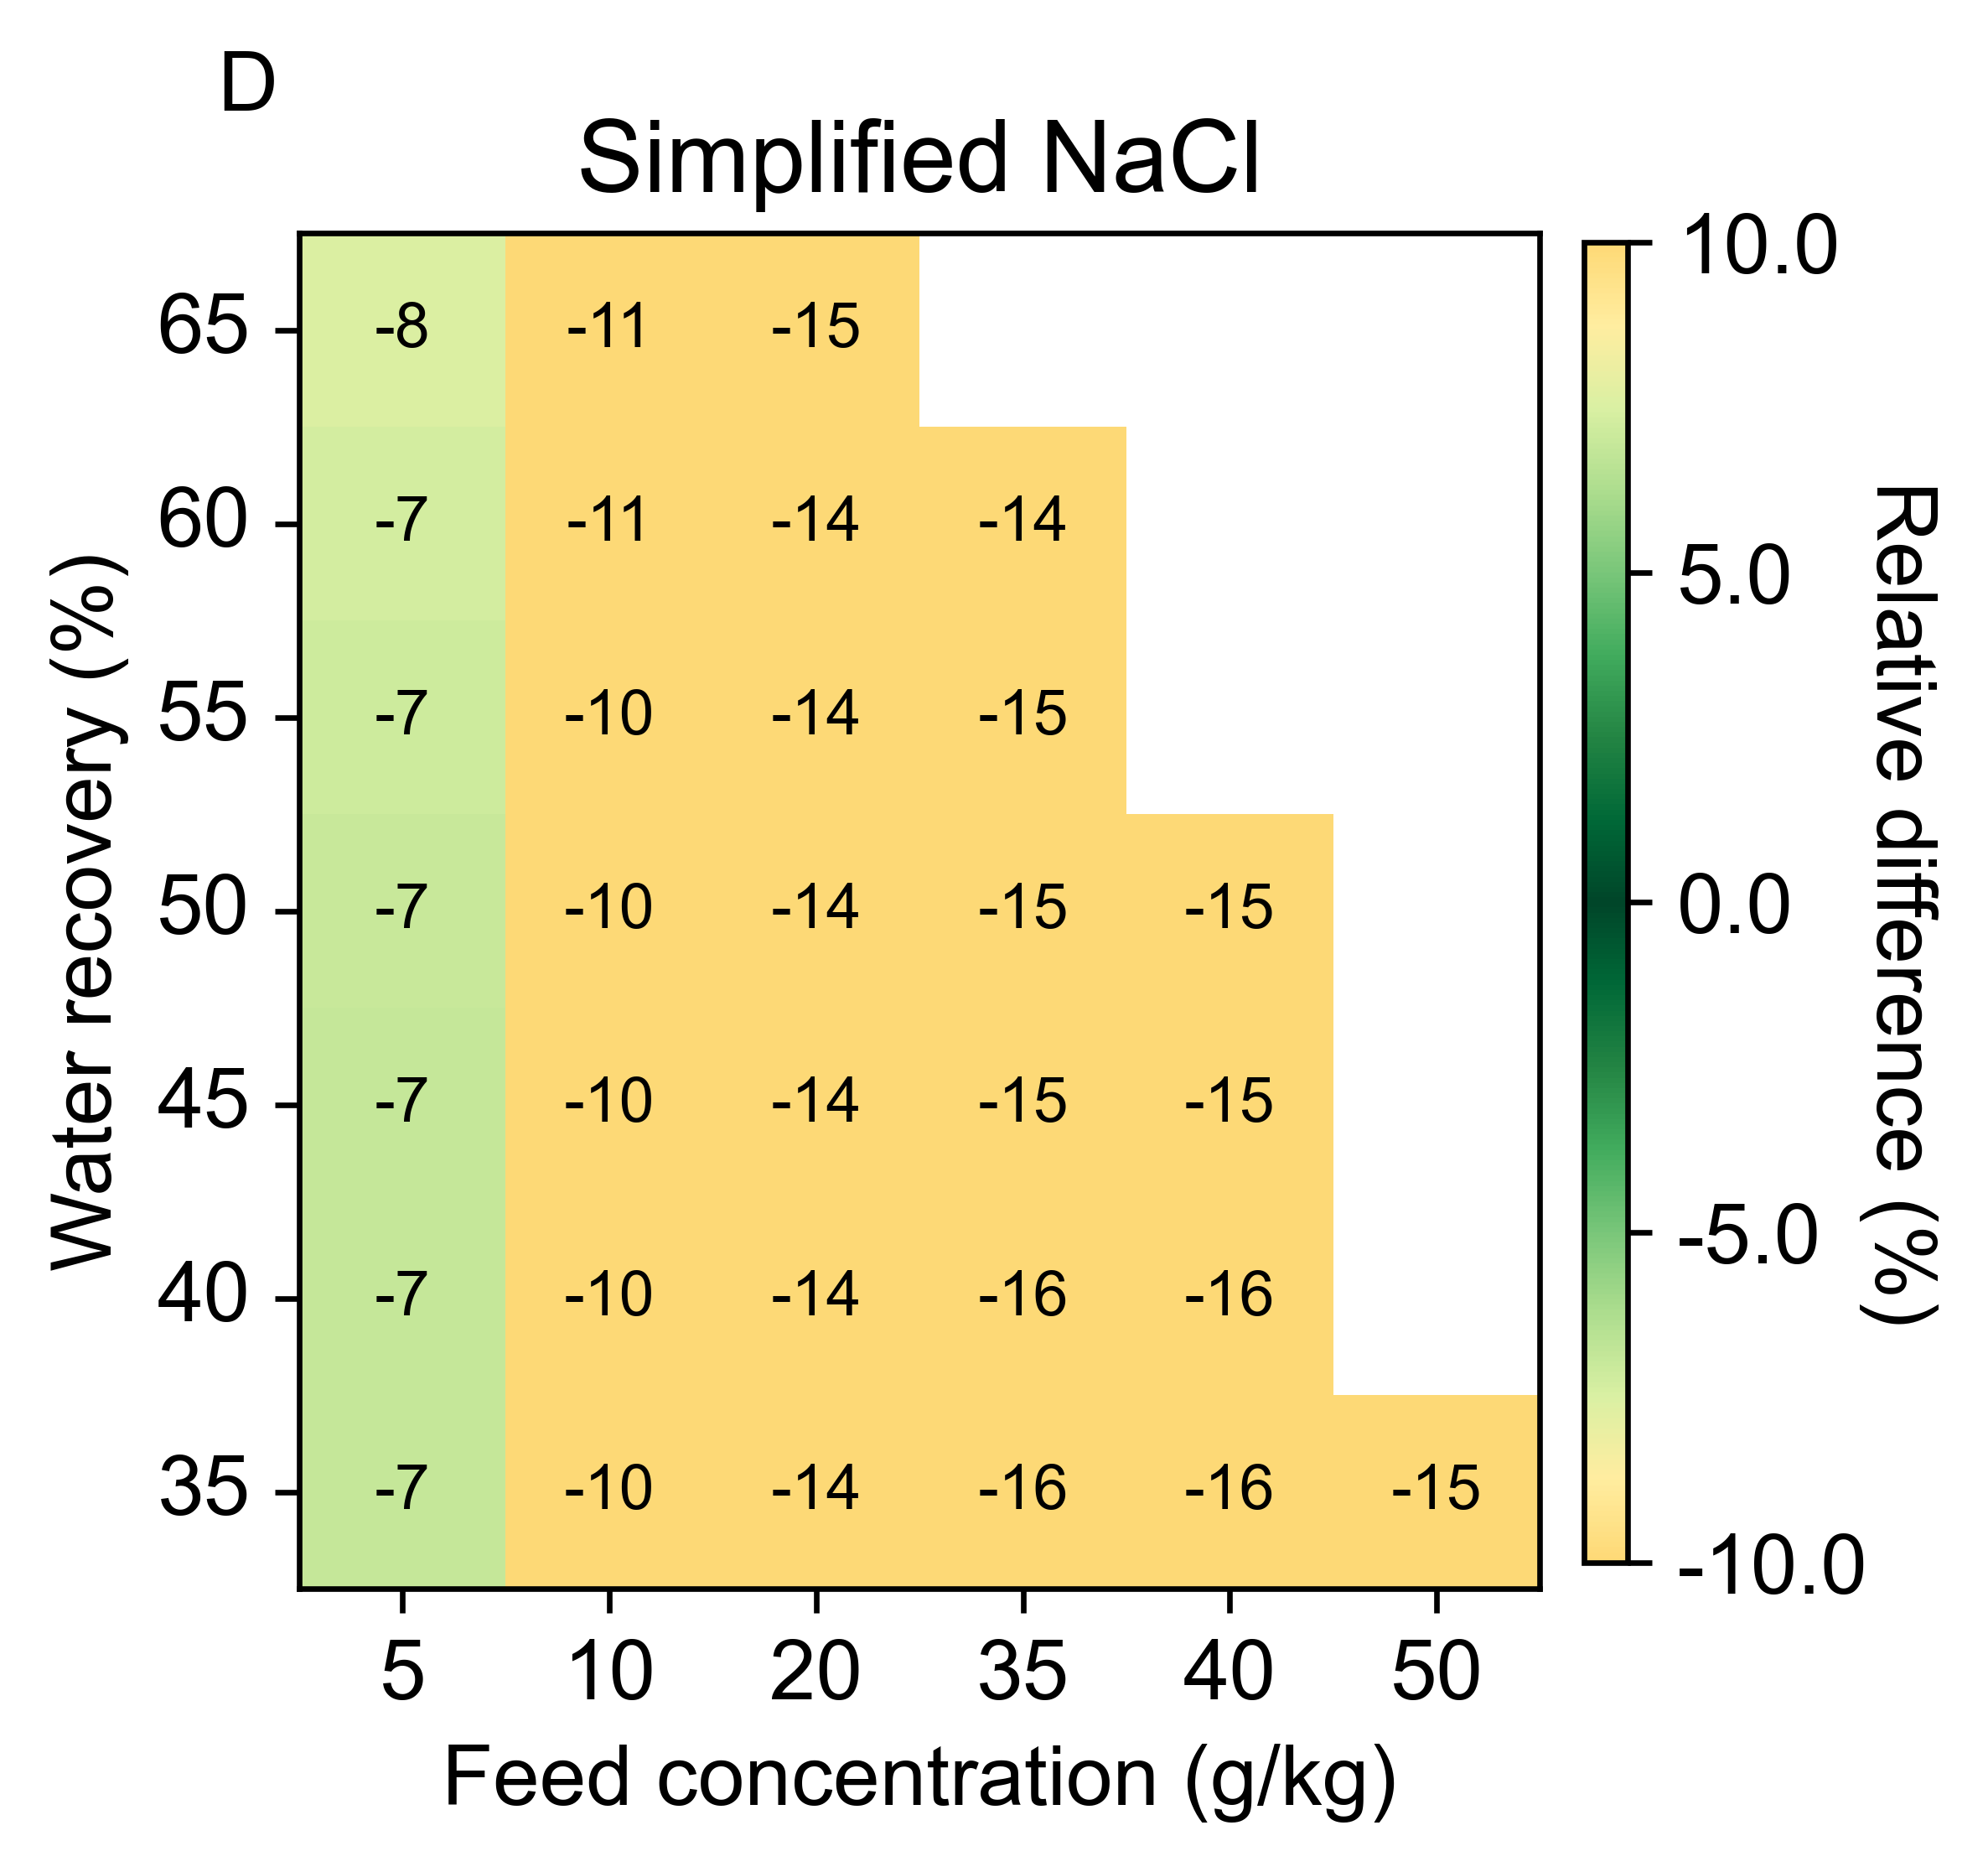 D
Simplified NaCl
65 -8 -11 -15
60 -7 -11 -14 -14
55 -7 -10 -14 -15
50 -7 -10 -14 -15 -15
45 -7 -10 -14 -15 -15
40 -7 -10 -14 -16 -16
35 -7 -10 -14 -16 -16 -15
5 10 20 35 40 50
Feed concentration (g/kg)
Water recovery (%)
10.0
5.0
0.0
-5.0
-10.0
Relative difference (%)